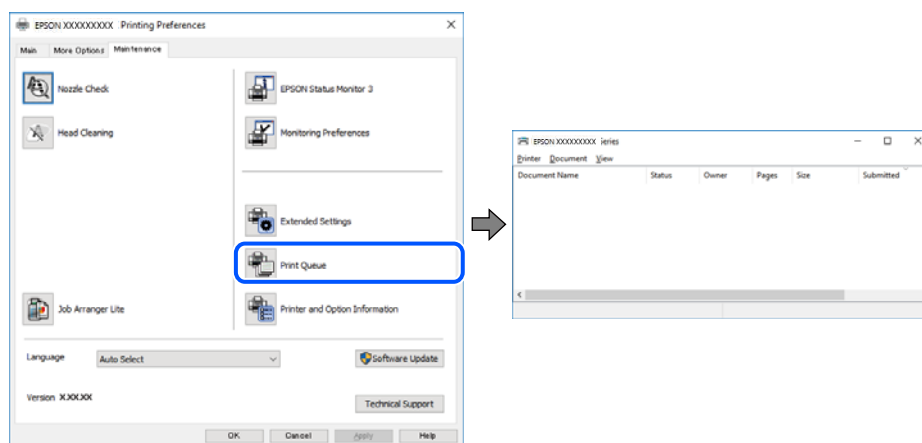 EPSON XXXXXXXXX Printing Preferences
Main More Options Maintenance
Nozzle Check
EPSON Status Monitor 3
Head Cleaning
Monitoring Preferences
Extended Settings
Print Queue
Job Arranger Lite
Printer and Option Information
Language Auto Select
Software Update
Version X.XX.XX
Technical Support
OK Cancel Apply Help
EPSON XXXXXXXXX ieries
Printer Document View
Document Name Status Owner Pages Size Submitted